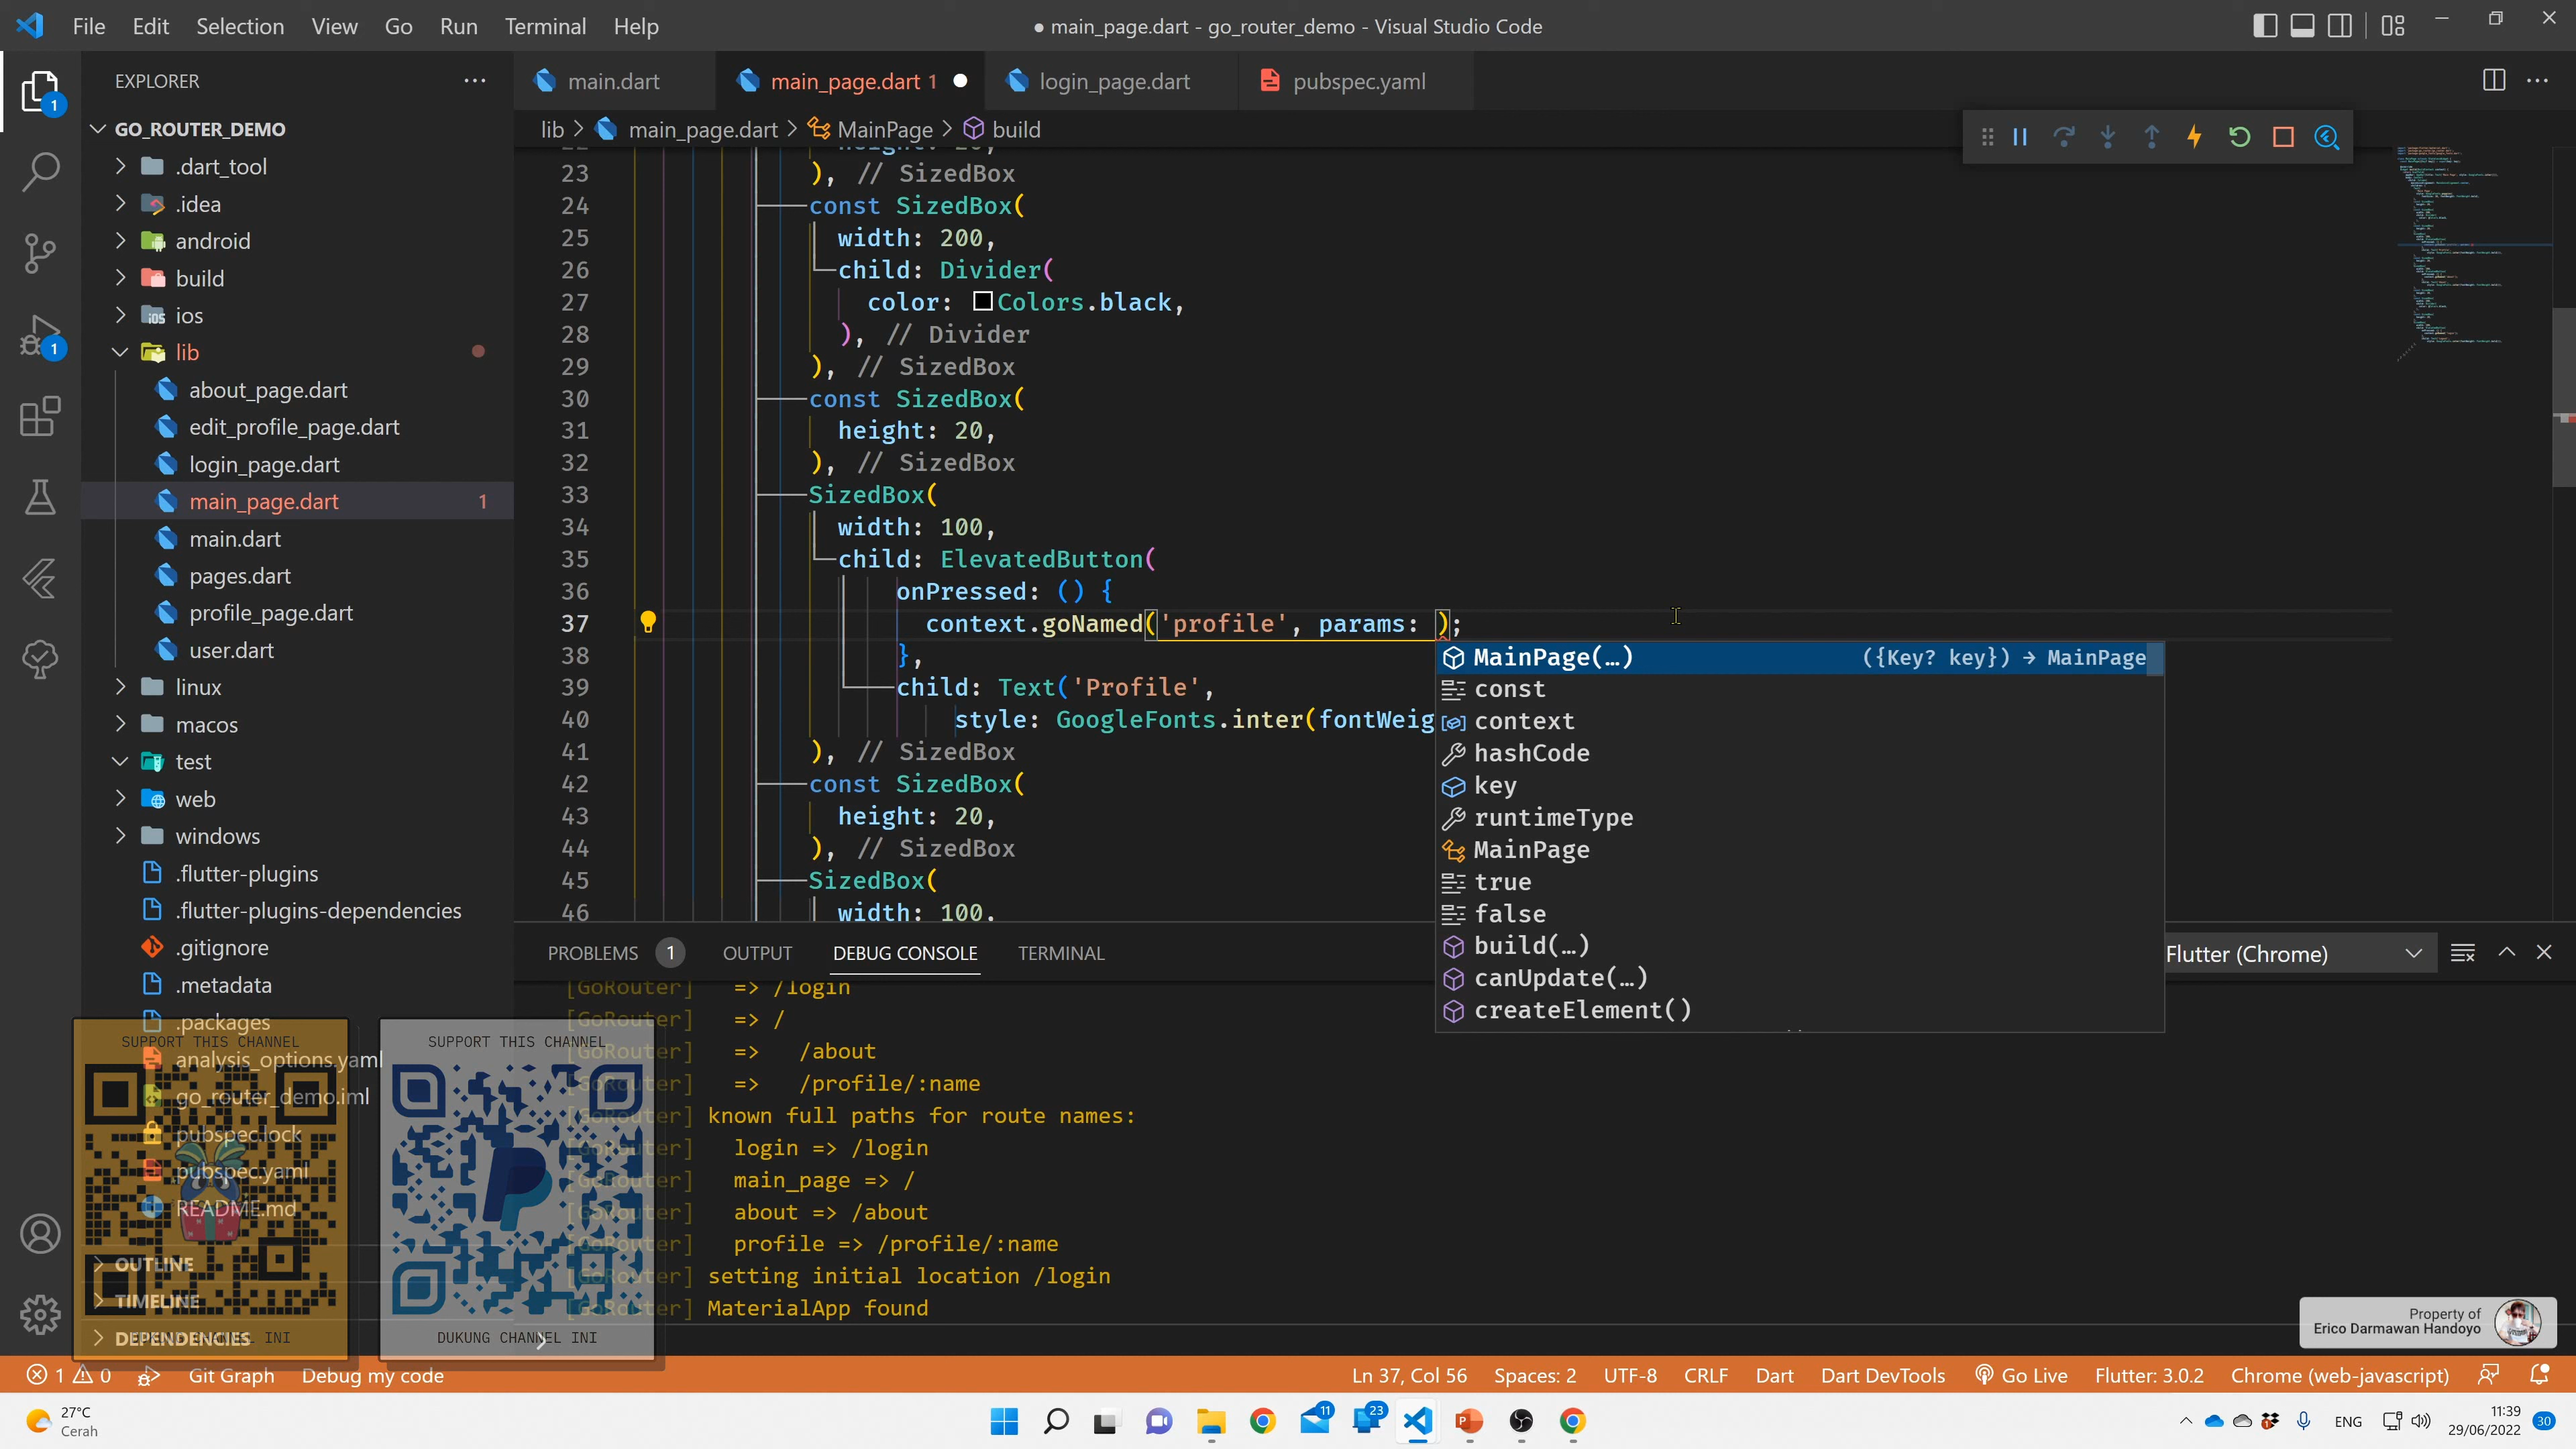 File Edit Selection View Go Run Terminal Help
● main_page.dart - go_router_demo - Visual Studio Code
EXPLORER
GO_ROUTER_DEMO
.dart_tool
.idea
android
build
ios
lib
about_page.dart
edit_profile_page.dart
login_page.dart
main_page.dart 1
main.dart
pages.dart
profile_page.dart
user.dart
linux
macos
test
web
windows
.flutter-plugins
.flutter-plugins-dependencies
.gitignore
.metadata
.packages
analysis_options.yaml
go_router_demo.iml
pubspec.lock
pubspec.yaml
README.md
OUTLINE
TIMELINE
DEPENDENCIES
SUPPORT THIS CHANNEL
SUPPORT THIS CHANNEL
DUKUNG CHANNEL INI
main.dart
main_page.dart 1
login_page.dart
pubspec.yaml
lib > main_page.dart > MainPage > build
23 ), // SizedBox
24 const SizedBox(
25 width: 200,
26 child: Divider(
27 color: Colors.black,
28 ), // Divider
29 ), // SizedBox
30 const SizedBox(
31 height: 20,
32 ), // SizedBox
33 SizedBox(
34 width: 100,
35 child: ElevatedButton(
36 onPressed: () {
37 context.goNamed('profile', params: );
38 },
39 child: Text('Profile',
40 style: GoogleFonts.inter(fontWeig
41 ), // SizedBox
42 const SizedBox(
43 height: 20,
44 ), // SizedBox
45 SizedBox(
46 width: 100,
MainPage(…) ({Key? key}) → MainPage
const
context
hashCode
key
runtimeType
MainPage
true
false
build(…)
canUpdate(…)
createElement()
PROBLEMS 1 OUTPUT DEBUG CONSOLE TERMINAL
Flutter (Chrome)
[GoRouter] => /login
[GoRouter] => /
[GoRouter] => /about
[GoRouter] => /profile/:name
[GoRouter] known full paths for route names:
[GoRouter] login => /login
[GoRouter] main_page => /
[GoRouter] about => /about
[GoRouter] profile => /profile/:name
[GoRouter] setting initial location /login
[GoRouter] MaterialApp found
Property of
Erico Darmawan Handoyo
1 0 Git Graph Debug my code
Ln 37, Col 56 Spaces: 2 UTF-8 CRLF Dart Dart DevTools Go Live Flutter: 3.0.2 Chrome (web-javascript)
27°C
Cerah
11
23
ENG
11:39
29/06/2022
30